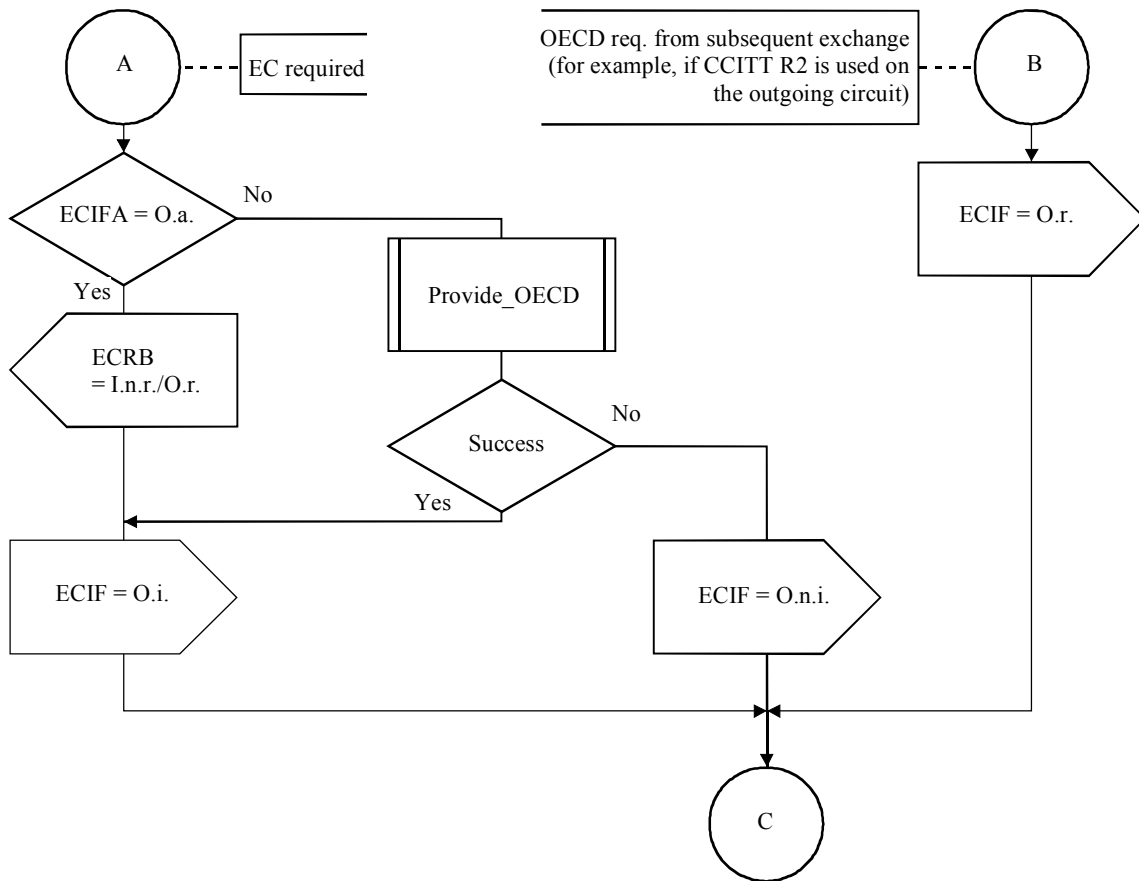 A
EC required
OECD req. from subsequent exchange
(for example, if CCITT R2 is used on
the outgoing circuit)
B
ECIFA = O.a.
No
Yes
ECIF = O.r.
Provide_OECD
ECRB
= I.n.r./O.r.
Success
No
Yes
ECIF = O.i.
ECIF = O.n.i.
C